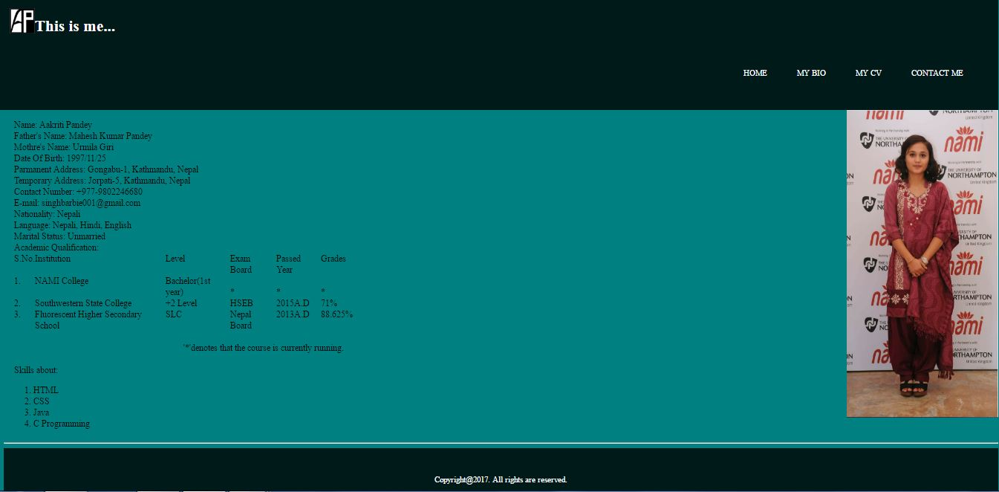 AP This is me...
HOME MY BIO MY CV CONTACT ME
Name: Aakriti Pandey
Father's Name: Mahesh Kumar Pandey
Mothre's Name: Urmila Giri
Date Of Birth: 1997/11/25
Parmanent Address: Gongabu-1, Kathmandu, Nepal
Temporary Address: Jorpati-5, Kathmandu, Nepal
Contact Number: +977-9802246680
E-mail: singhbarbie001@gmail.com
Nationality: Nepali
Language: Nepali, Hindi, English
Marital Status: Unmarried
Academic Qualification:
S.No. Institution Level Exam Board Passed Year Grades
1. NAMI College Bachelor(1st year) * * *
2. Southwestern State College +2 Level HSEB 2015A.D 71%
3. Fluorescent Higher Secondary School SLC Nepal Board 2013A.D 88.625%
'*'denotes that the course is currently running.
Skills about:
1. HTML
2. CSS
3. Java
4. C Programming
nami
THE UNIVERSITY OF
NORTHAMPTON
United Kingdom
Copyright@2017. All rights are reserved.